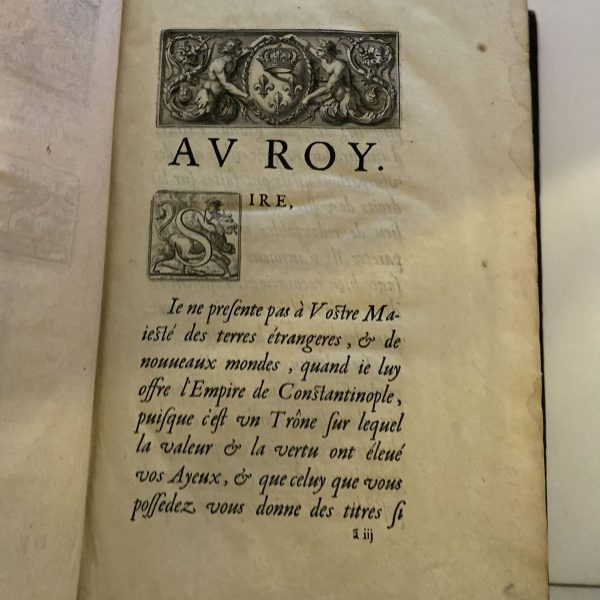 AV ROY.
SIRE,
Ie ne preſente pas à Voſtre Ma-
ieſté des terres étrangeres, & de
nouueaux mondes, quand ie luy
offre l'Empire de Conſtantinople,
puiſque c'eſt vn Trône ſur lequel
la valeur & la vertu ont éleué
vos Ayeux, & que celuy que vous
poſſedez vous donne des titres ſi
ã iij